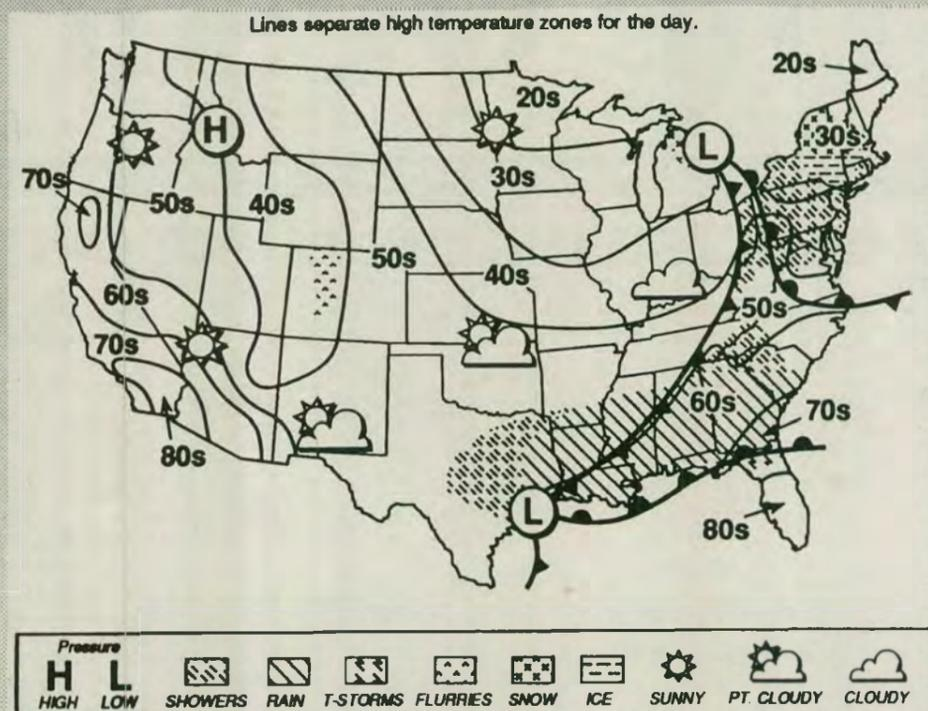 Lines separate high temperature zones for the day.
20s
20s
H
L
30s
70s
30s
50s
40s
50s
40s
60s
50s
70s
60s
70s
80s
L
80s
Pressure
H L
HIGH LOW SHOWERS RAIN T-STORMS FLURRIES SNOW ICE SUNNY PT. CLOUDY CLOUDY